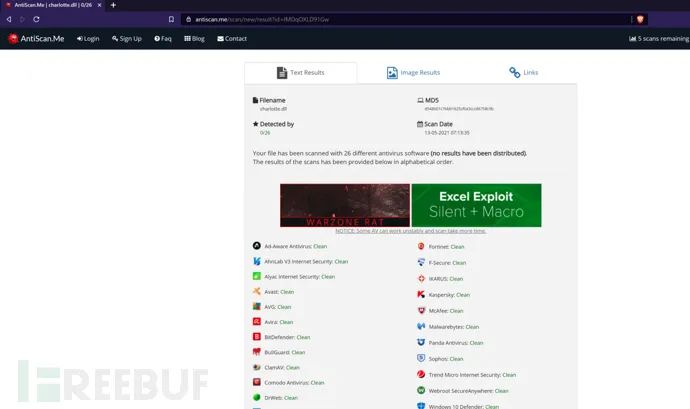 AntiScan.Me | charlotte.dll | 0/26
antiscan.me/scan/new/result?id=
AntiScan.Me Login Sign Up Faq Blog Contact 5 scans remaining
Text Results Image Results Links
Filename
charlotte.dll
MD5
Detected by
0/26
Scan Date
13-05-2021 07:13:35
Your file has been scanned with 26 different antivirus software (no results have been distributed).
The results of the scans has been provided below in alphabetical order.
WARZONE RAT
Excel Exploit
Silent + Macro
NOTICE: Some AV can work unstably and scan take more time.
Ad-Aware Antivirus: Clean
AhnLab V3 Internet Security: Clean
Alyac Internet Security: Clean
Avast: Clean
AVG: Clean
Avira: Clean
BitDefender: Clean
BullGuard: Clean
ClamAV: Clean
Comodo Antivirus: Clean
DrWeb: Clean
Fortinet: Clean
F-Secure: Clean
IKARUS: Clean
Kaspersky: Clean
McAfee: Clean
Malwarebytes: Clean
Panda Antivirus: Clean
Sophos: Clean
Trend Micro Internet Security: Clean
Webroot SecureAnywhere: Clean
Windows 10 Defender: Clean
FREEBUF